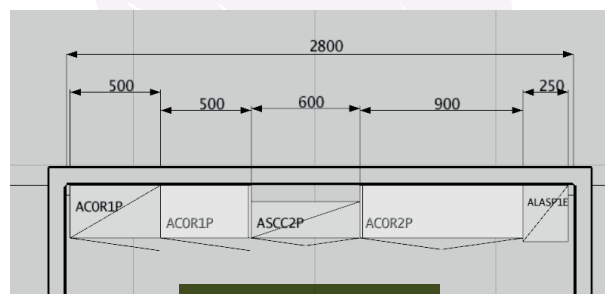 2800
500
500
600
900
250
ACOR1P
ACOR1P
ASCC2P
ACOR2P
ALASP1E